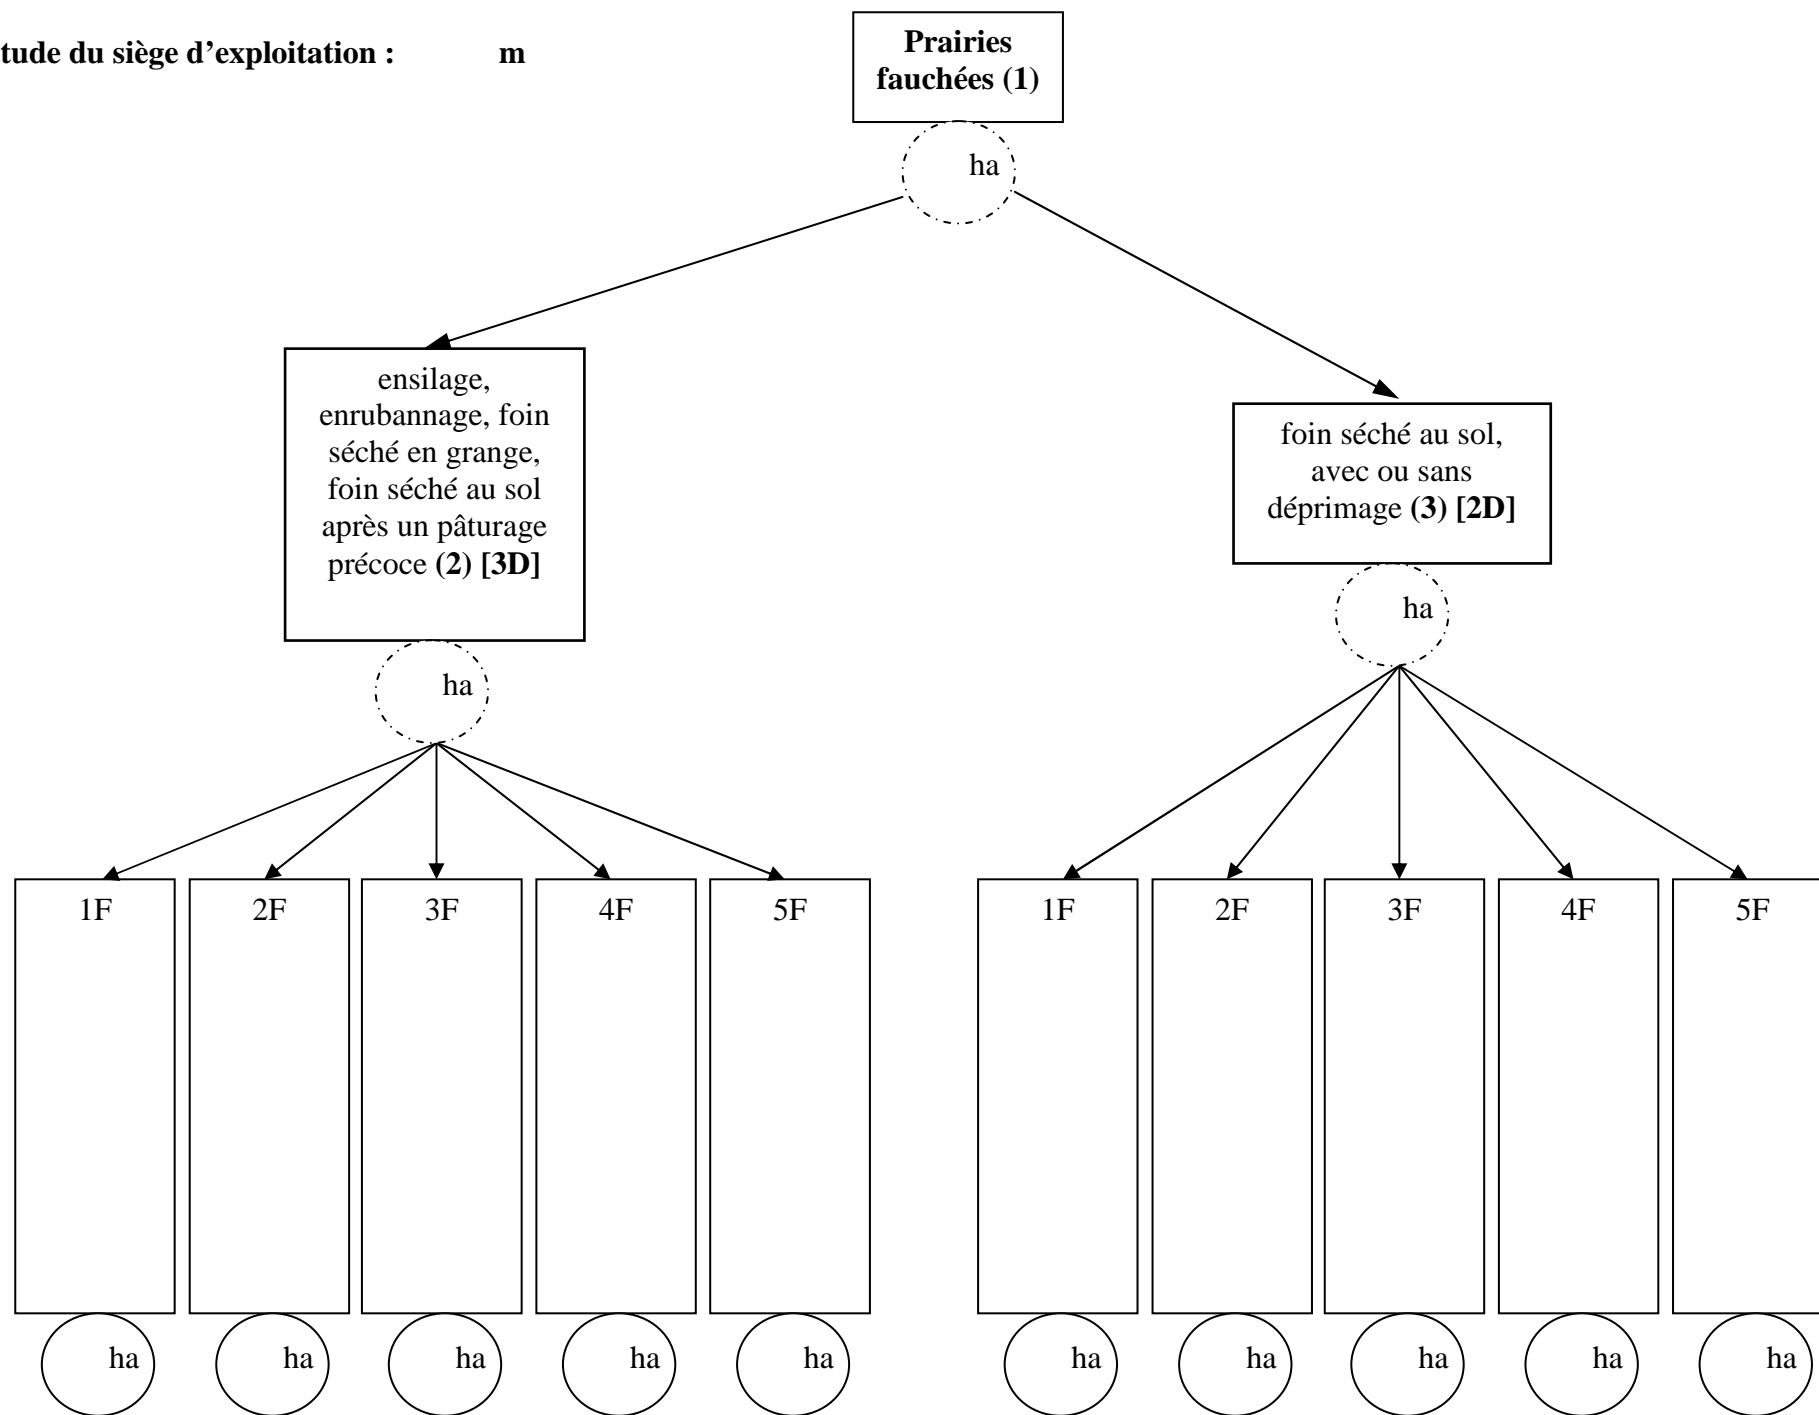 tude du siège d’exploitation : m
Prairies
fauchées (1)
ha
ensilage,
enrubannage, foin
séché en grange,
foin séché au sol
après un pâturage
précoce (2) [3D]
ha
foin séché au sol,
avec ou sans
déprimage (3) [2D]
ha
1F 2F 3F 4F 5F
ha ha ha ha ha
1F 2F 3F 4F 5F
ha ha ha ha ha